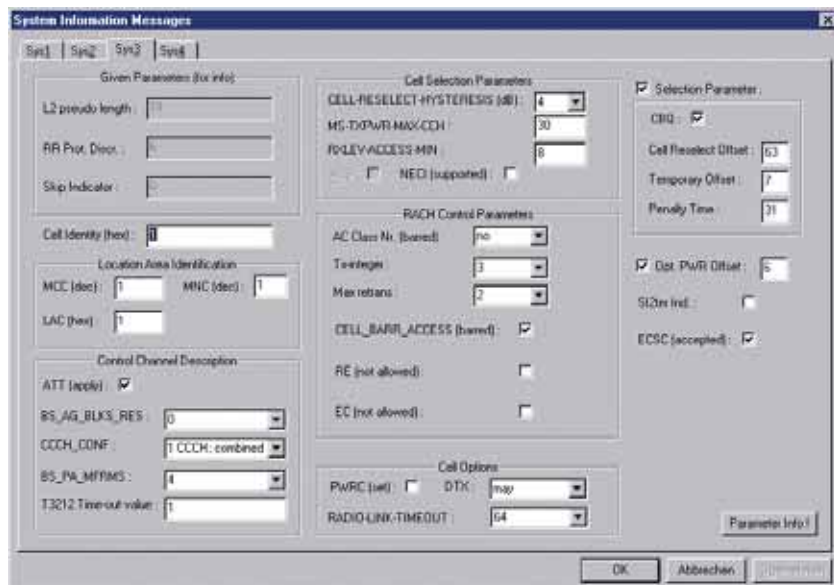 System Information Messages
Sys1 Sys2 Sys3 Sys4
Given Parameters (for info)
L2 pseudo length :
RR Prot. Discr. :
Skip Indicator :
Cell Identity (hex) : 1
Location Area Identification
MCC (dec) : 1 MNC (dec) : 1
LAC (hex) : 1
Control Channel Description
ATT (apply) :
BS_AG_BLKS_RES : 0
CCCH_CONF : 1 CCCH; combined
BS_PA_MFRMS : 4
T3212 Time-out value : 1
Cell Selection Parameters
CELL-RESELECT-HYSTERESIS (dB) : 4
MS-TXPWR-MAX-CCH : 30
RXLEV-ACCESS-MIN : 8
NECI (supported) :
RACH Control Parameters
AC Class Nr. (barred) no
Tx-integer : 3
Max retrans : 2
CELL_BARR_ACCESS (barred) :
RE (not allowed) :
EC (not allowed) :
Cell Options
PWRC (set) : DTX : may
RADIO-LINK-TIMEOUT : 64
Selection Parameter :
CBQ :
Cell Reselect Offset : 63
Temporary Offset : 7
Penalty Time : 31
Opt. PWR Offset : 6
SI2ter Ind. :
ECSC (accepted) :
Parameter Info !
OK Abbrechen